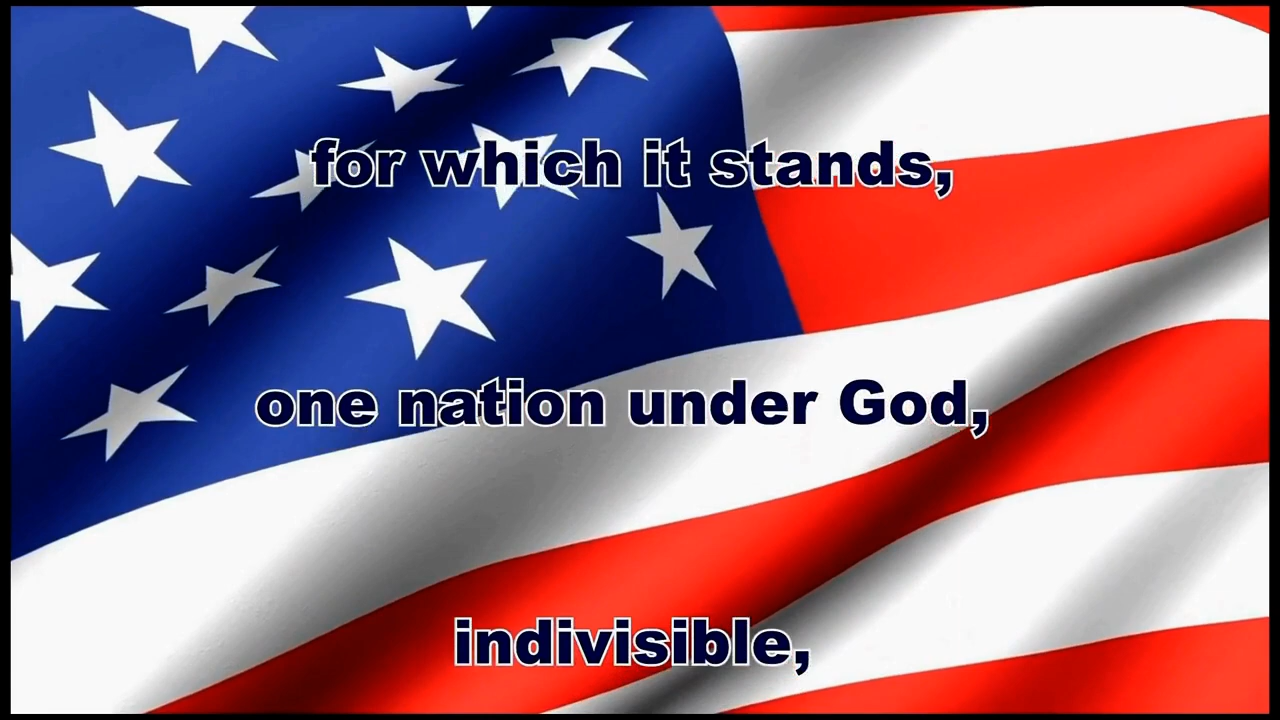 for which it stands,
one nation under God,
indivisible,